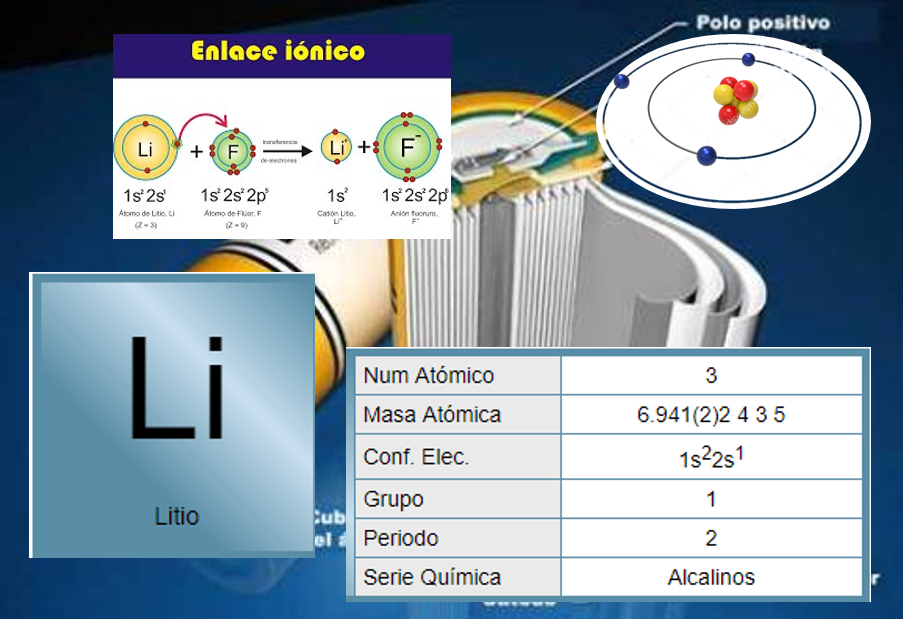 Polo positivo
Enlace iónico
Li + F transferencia de electrones Li⁺ + F⁻
1s² 2s¹ 1s² 2s² 2p⁵ 1s² 1s² 2s² 2p⁶
Átomo de Litio, Li
(Z = 3)
Átomo de Flúor, F
(Z = 9)
Catión Litio,
Li⁺
Anión fluoruro,
F⁻
Li
Litio
Num Atómico 3
Masa Atómica 6.941(2)2 4 3 5
Conf. Elec. 1s²2s¹
Grupo 1
Periodo 2
Serie Química Alcalinos